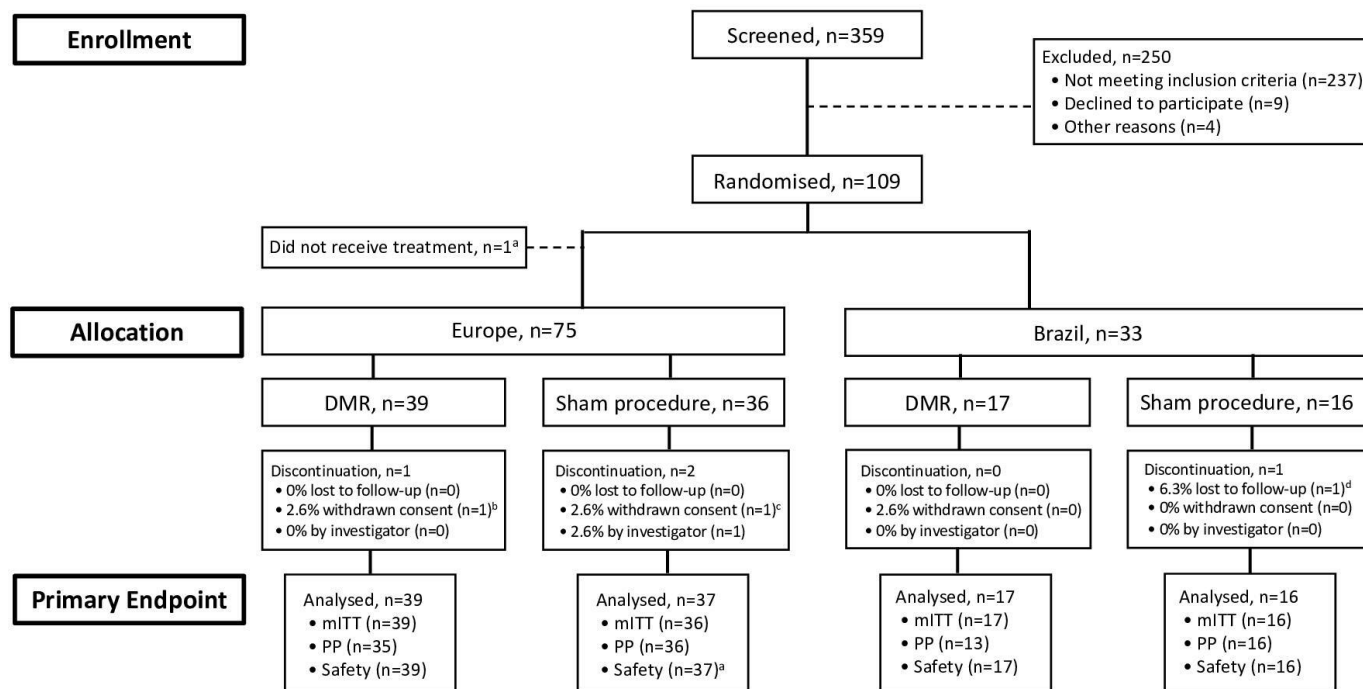 Enrollment
Screened, n=359
Excluded, n=250
• Not meeting inclusion criteria (n=237)
• Declined to participate (n=9)
• Other reasons (n=4)
Randomised, n=109
Did not receive treatment, n=1ᵃ
Allocation
Europe, n=75
Brazil, n=33
DMR, n=39
Sham procedure, n=36
DMR, n=17
Sham procedure, n=16
Discontinuation, n=1
• 0% lost to follow-up (n=0)
• 2.6% withdrawn consent (n=1)ᵇ
• 0% by investigator (n=0)
Discontinuation, n=2
• 0% lost to follow-up (n=0)
• 2.6% withdrawn consent (n=1)ᶜ
• 2.6% by investigator (n=1)
Discontinuation, n=0
• 0% lost to follow-up (n=0)
• 2.6% withdrawn consent (n=0)
• 0% by investigator (n=0)
Discontinuation, n=1
• 6.3% lost to follow-up (n=1)ᵈ
• 0% withdrawn consent (n=0)
• 0% by investigator (n=0)
Primary Endpoint
Analysed, n=39
• mITT (n=39)
• PP (n=35)
• Safety (n=39)
Analysed, n=37
• mITT (n=36)
• PP (n=36)
• Safety (n=37)ᵃ
Analysed, n=17
• mITT (n=17)
• PP (n=13)
• Safety (n=17)
Analysed, n=16
• mITT (n=16)
• PP (n=16)
• Safety (n=16)